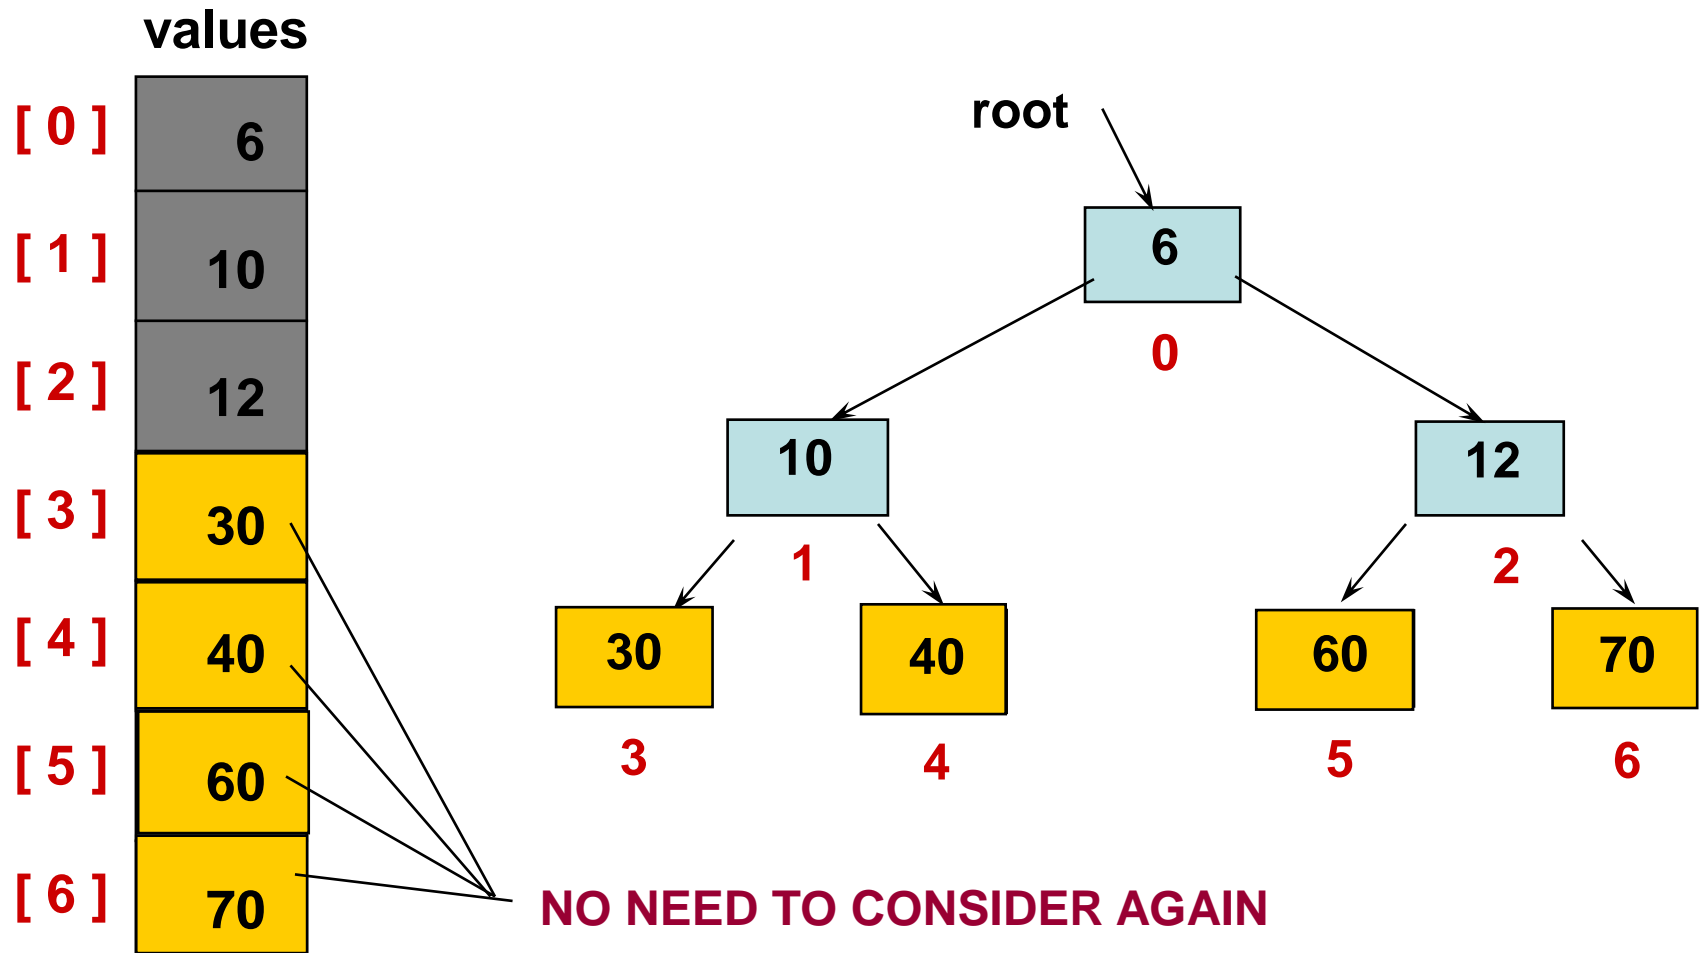 values
[ 0 ] 6
[ 1 ] 10
[ 2 ] 12
[ 3 ] 30
[ 4 ] 40
[ 5 ] 60
[ 6 ] 70
root
6
0
10 12
1 2
30 40 60 70
3 4 5 6
NO NEED TO CONSIDER AGAIN